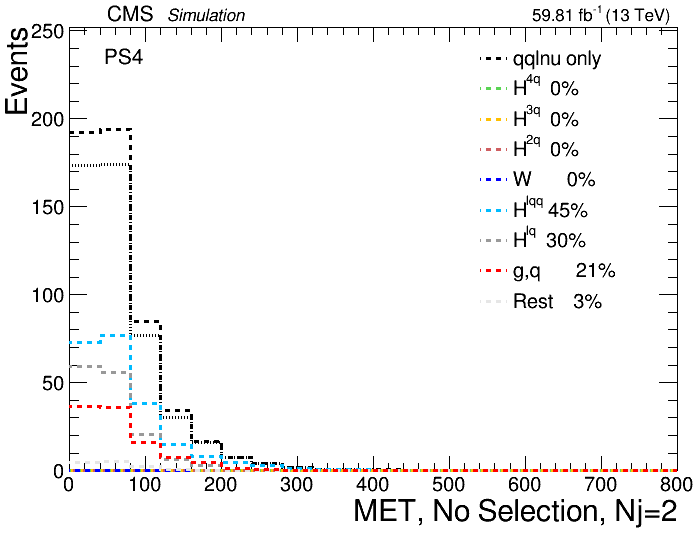 CMS Simulation 59.81 fb-1 (13 TeV)
Events
250
200
150
100
50
0
PS4
qqlnu only
H4q 0%
H3q 0%
H2q 0%
W 0%
Hlqq 45%
Hlq 30%
g,q 21%
Rest 3%
0 100 200 300 400 500 600 700 800
MET, No Selection, Nj=2